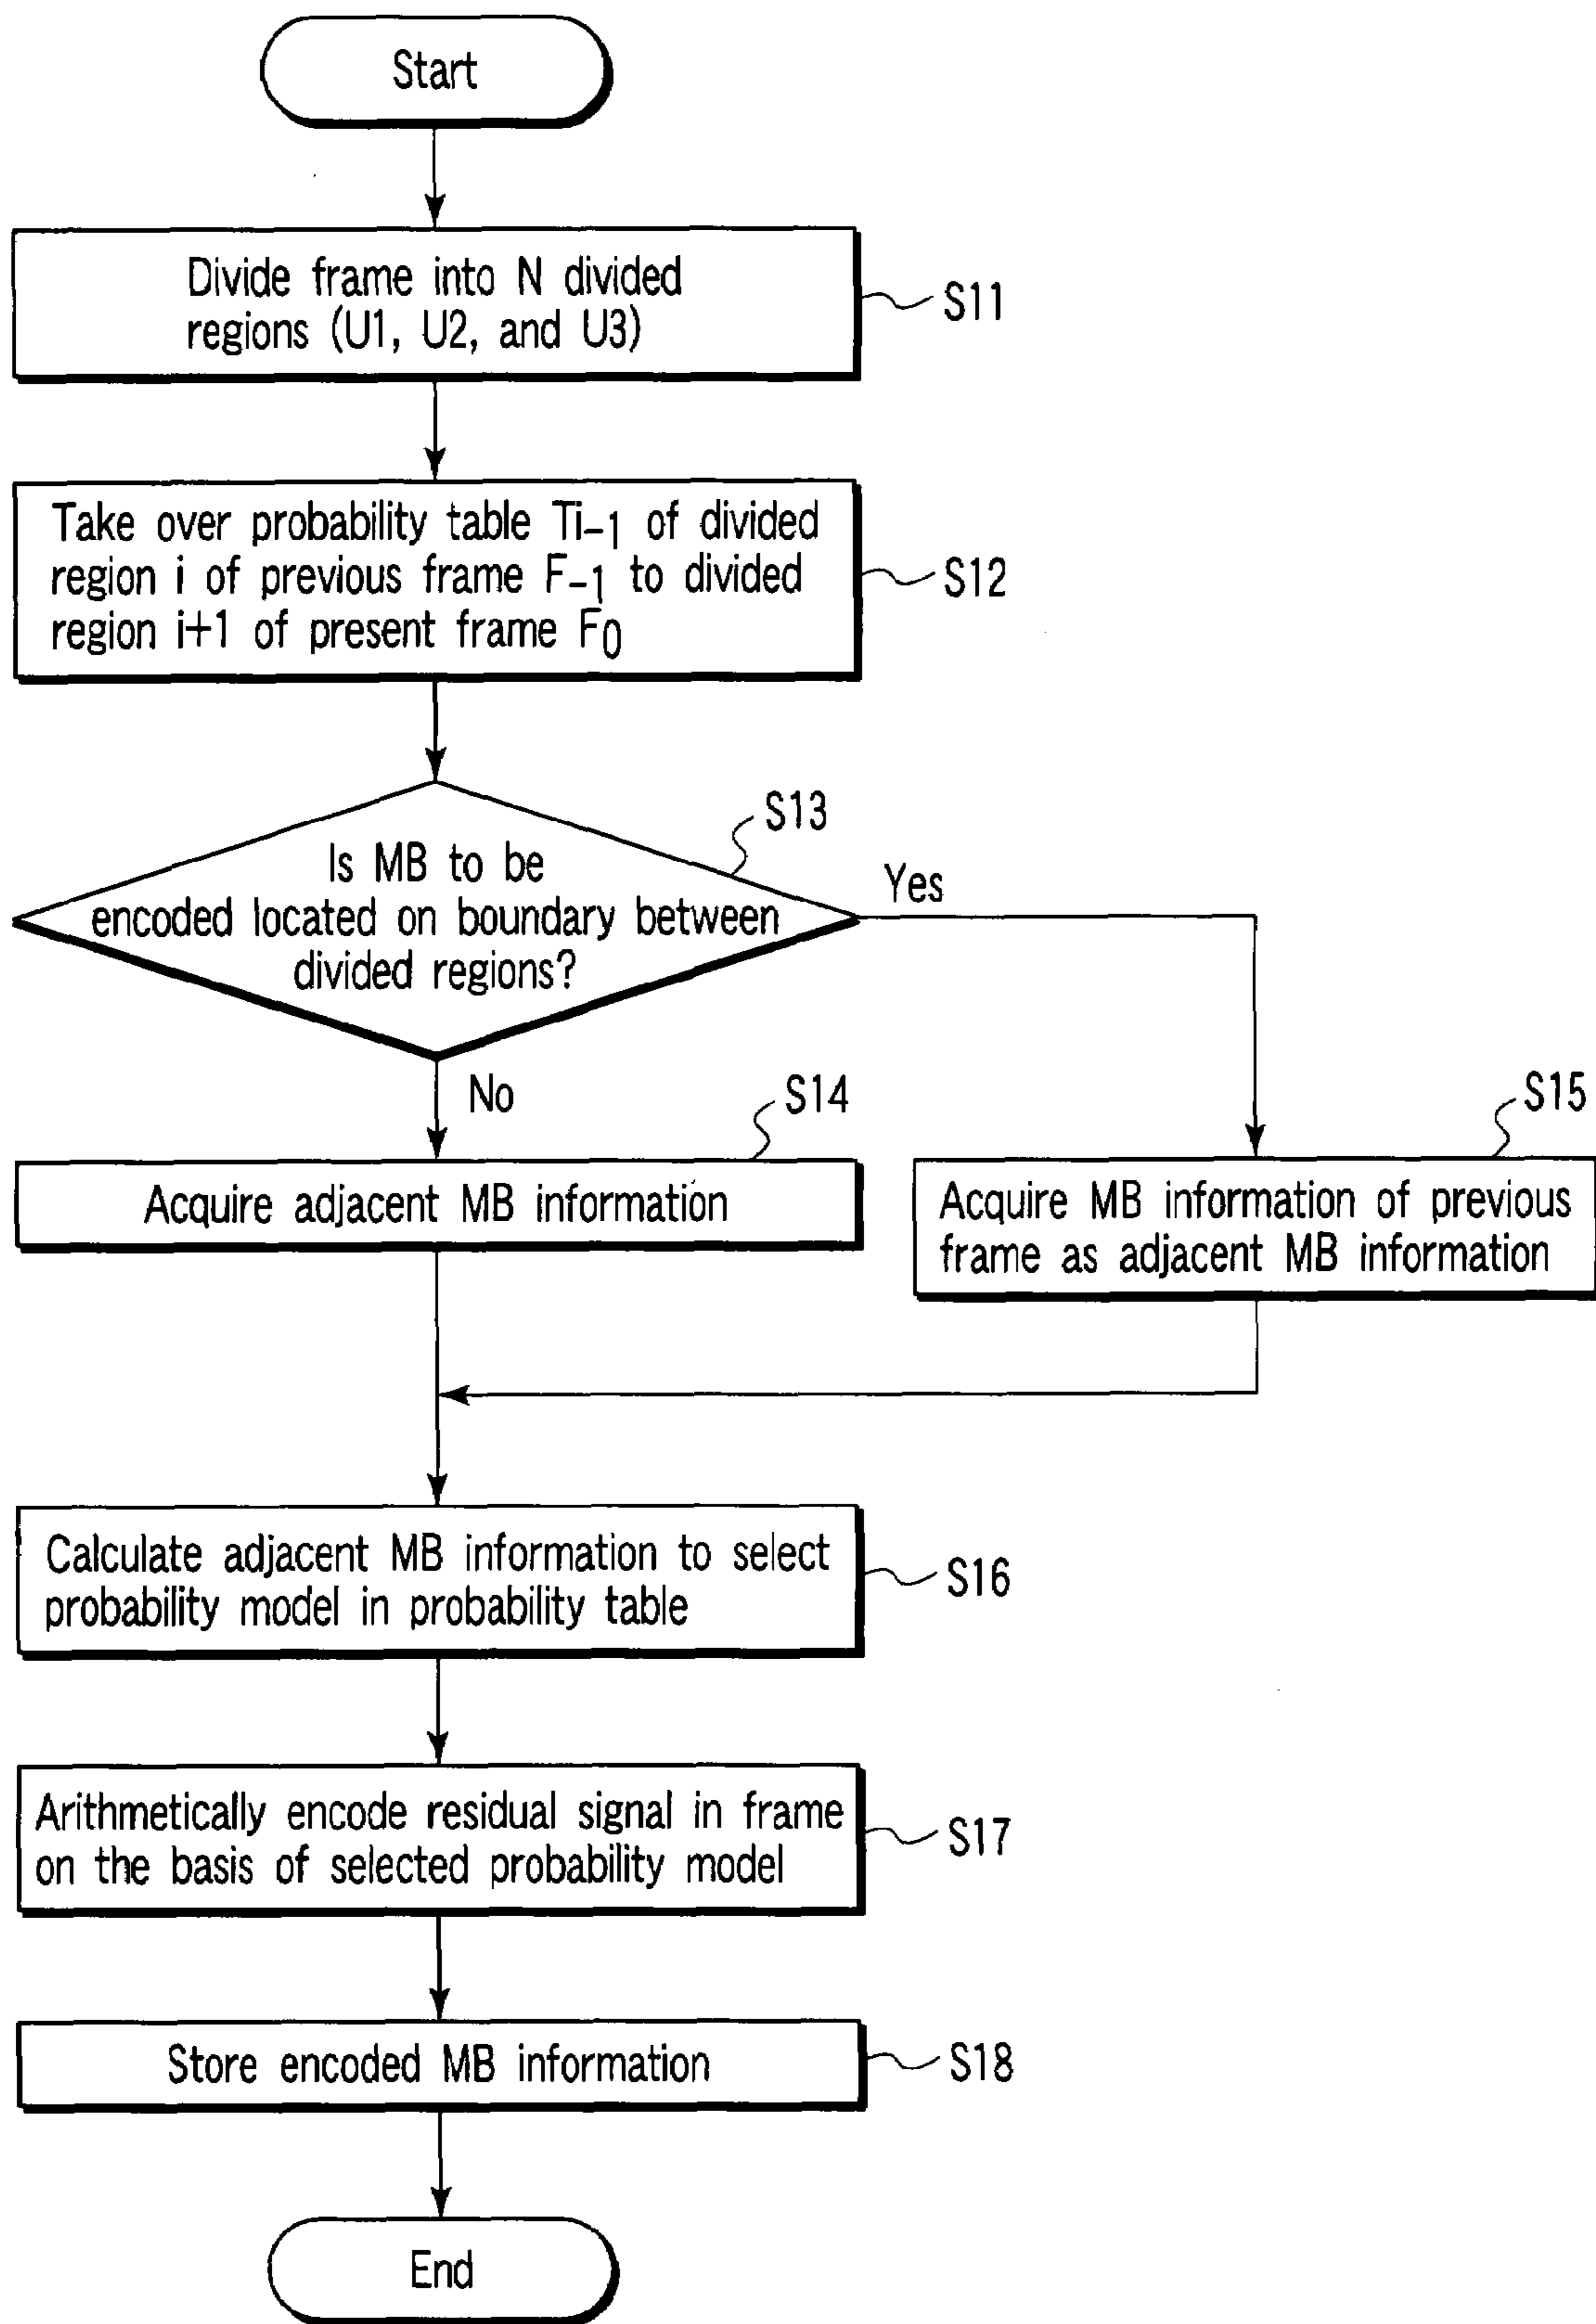 Start
Divide frame into N divided
regions (U1, U2, and U3)
S11
Take over probability table Ti-1 of divided
region i of previous frame F-1 to divided
region i+1 of present frame F0
S12
S13
Is MB to be
encoded located on boundary between
divided regions?
Yes
No
S14
Acquire adjacent MB information
S15
Acquire MB information of previous
frame as adjacent MB information
Calculate adjacent MB information to select
probability model in probability table
S16
Arithmetically encode residual signal in frame
on the basis of selected probability model
S17
Store encoded MB information
S18
End